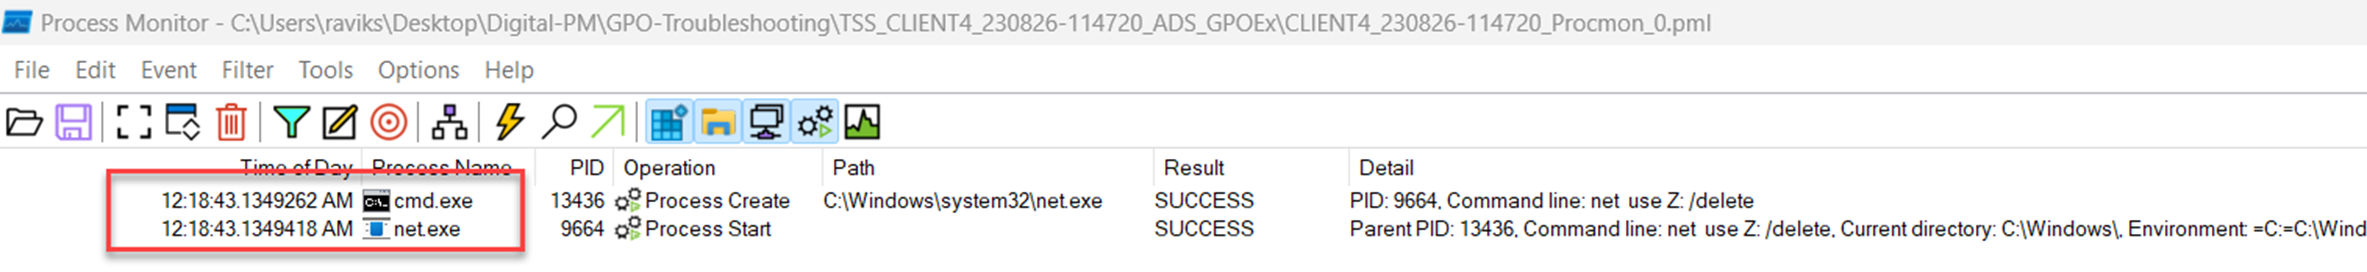 Process Monitor - C:\Users\raviks\Desktop\Digital-PM\GPO-Troubleshooting\TSS_CLIENT4_230826-114720_ADS_GPOEx\CLIENT4_230826-114720_Procmon_0.pml
File Edit Event Filter Tools Options Help
Time of Day Process Name PID Operation Path Result Detail
12:18:43.1349262 AM cmd.exe 13436 Process Create C:\Windows\system32\net.exe SUCCESS PID: 9664, Command line: net use Z: /delete
12:18:43.1349418 AM net.exe 9664 Process Start SUCCESS Parent PID: 13436, Command line: net use Z: /delete, Current directory: C:\Windows\, Environment: =C:=C:\Wind